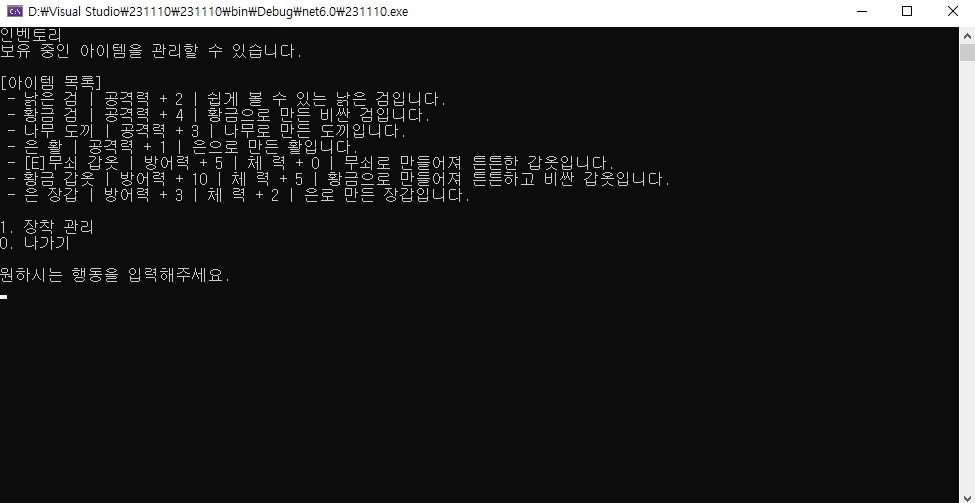 D:₩Visual Studio₩231110₩231110₩bin₩Debug₩net6.0₩231110.exe
인벤토리
보유 중인 아이템을 관리할 수 있습니다.
[아이템 목록]
- 낡은 검 | 공격력 + 2 | 쉽게 볼 수 있는 낡은 검입니다.
- 황금 검 | 공격력 + 4 | 황금으로 만든 비싼 검입니다.
- 나무 도끼 | 공격력 + 3 | 나무로 만든 도끼입니다.
- 은 활 | 공격력 + 1 | 은으로 만든 활입니다.
- [E]무쇠 갑옷 | 방어력 + 5 | 체 력 + 0 | 무쇠로 만들어져 튼튼한 갑옷입니다.
- 황금 갑옷 | 방어력 + 10 | 체 력 + 5 | 황금으로 만들어져 튼튼하고 비싼 갑옷입니다.
- 은 장갑 | 방어력 + 3 | 체 력 + 2 | 은로 만든 장갑입니다.
1. 장착 관리
0. 나가기
원하시는 행동을 입력해주세요.